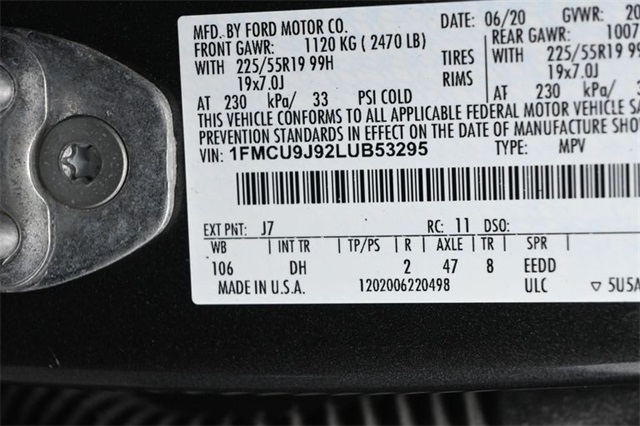 MFD. BY FORD MOTOR CO.
DATE: 06/20 GVWR:
FRONT GAWR: 1120 KG ( 2470 LB)
REAR GAWR: 1007
WITH 225/55R19 99H TIRES WITH 225/55R19
19x7.0J RIMS 19x7.0J
AT 230 kPa/ 33 PSI COLD AT 230 kPa/
THIS VEHICLE CONFORMS TO ALL APPLICABLE FEDERAL MOTOR VEHICLE
PREVENTION STANDARDS IN EFFECT ON THE DATE OF MANUFACTURE
VIN: 1FMCU9J92LUB53295 TYPE: MPV
EXT PNT: J7 RC: 11 DSO:
WB INT TR TP/PS R AXLE TR SPR
106 DH 2 47 8 EEDD
MADE IN U.S.A. 1202006220498 ULC ▽ 5U5A